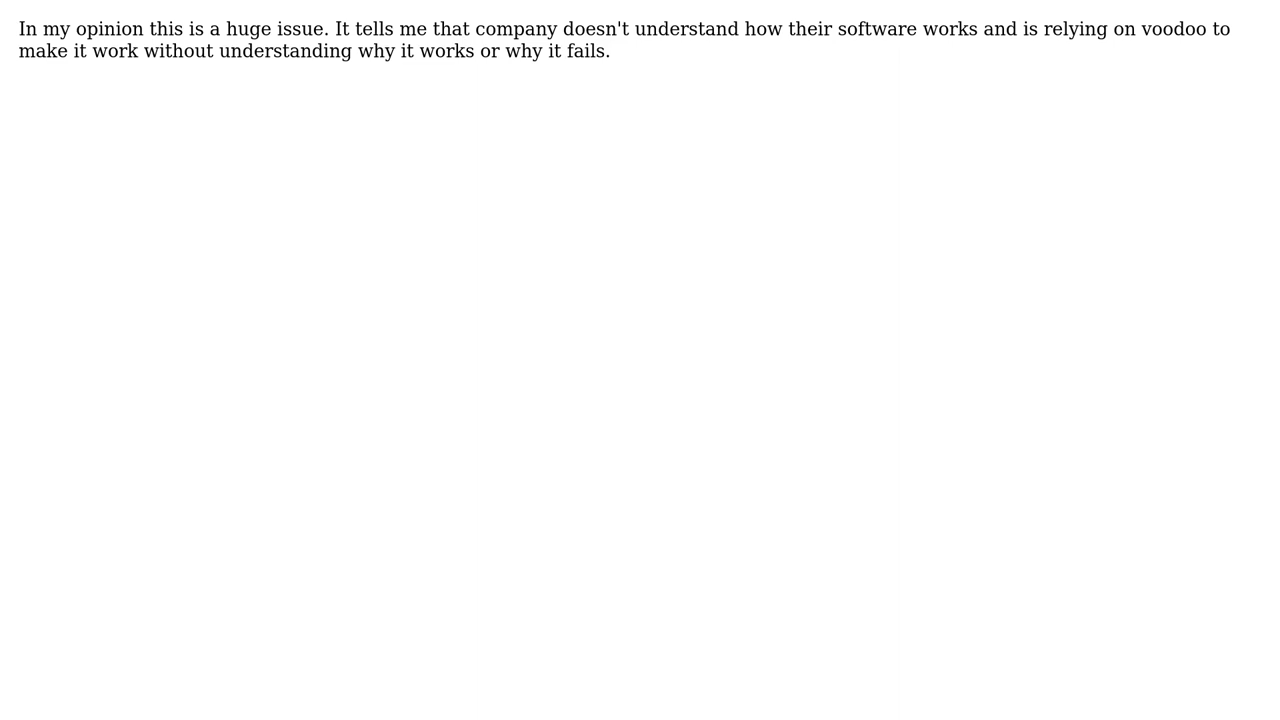 In my opinion this is a huge issue. It tells me that company doesn't understand how their software works and is relying on voodoo to
make it work without understanding why it works or why it fails.